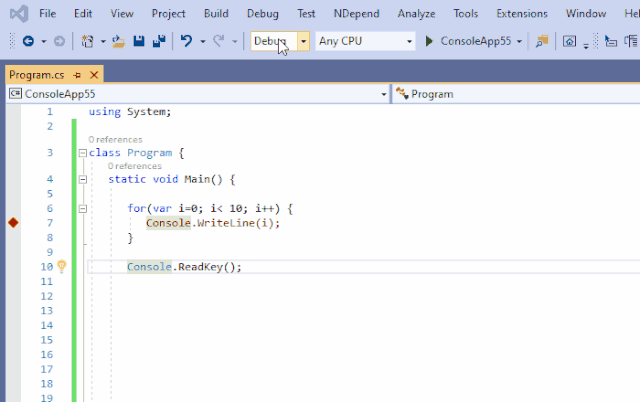 File Edit View Project Build Debug Test NDepend Analyze Tools Extensions Window Hel
Debug Any CPU ConsoleApp55
Program.cs
C# ConsoleApp55 Program
1 using System;
2
0 references
3 class Program {
0 references
4 static void Main() {
5
6 for(var i=0; i< 10; i++) {
7 Console.WriteLine(i);
8 }
9
10 Console.ReadKey();
11
12
13
14
15
16
17
18
19